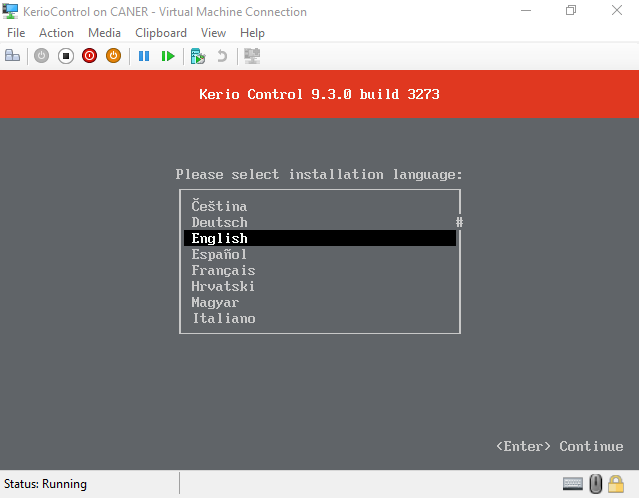 KerioControl on CANER - Virtual Machine Connection
File Action Media Clipboard View Help
Kerio Control 9.3.0 build 3273
Please select installation language:
Čeština
Deutsch
#
English
Español
Français
Hrvatski
Magyar
Italiano
<Enter> Continue
Status: Running